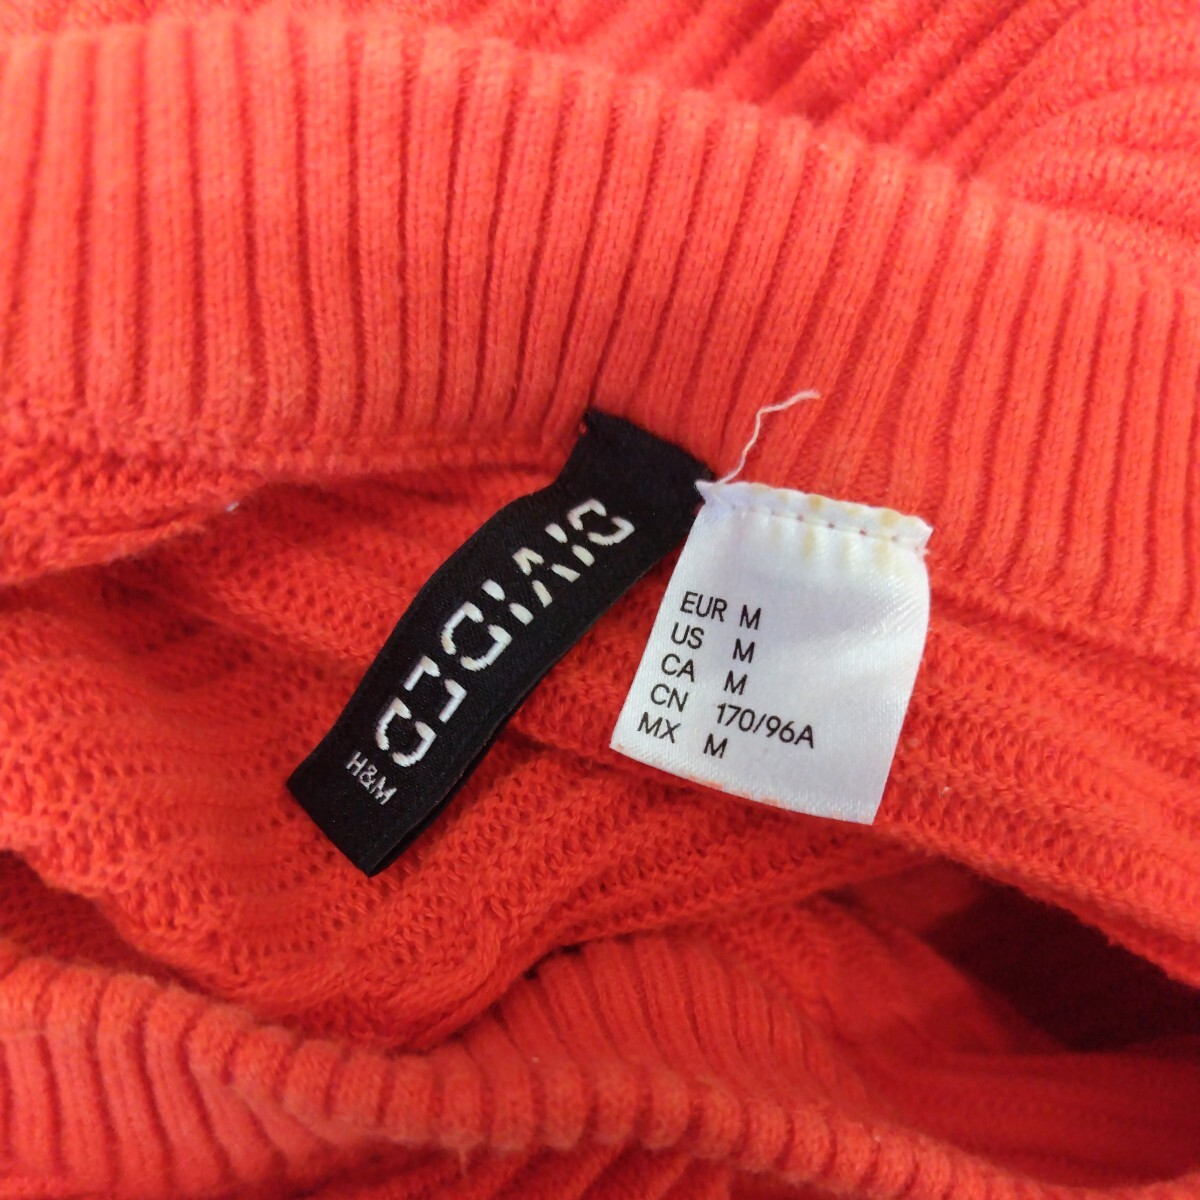 DIVIDED
H&M
EUR M
US M
CA M
CN 170/96A
MX M